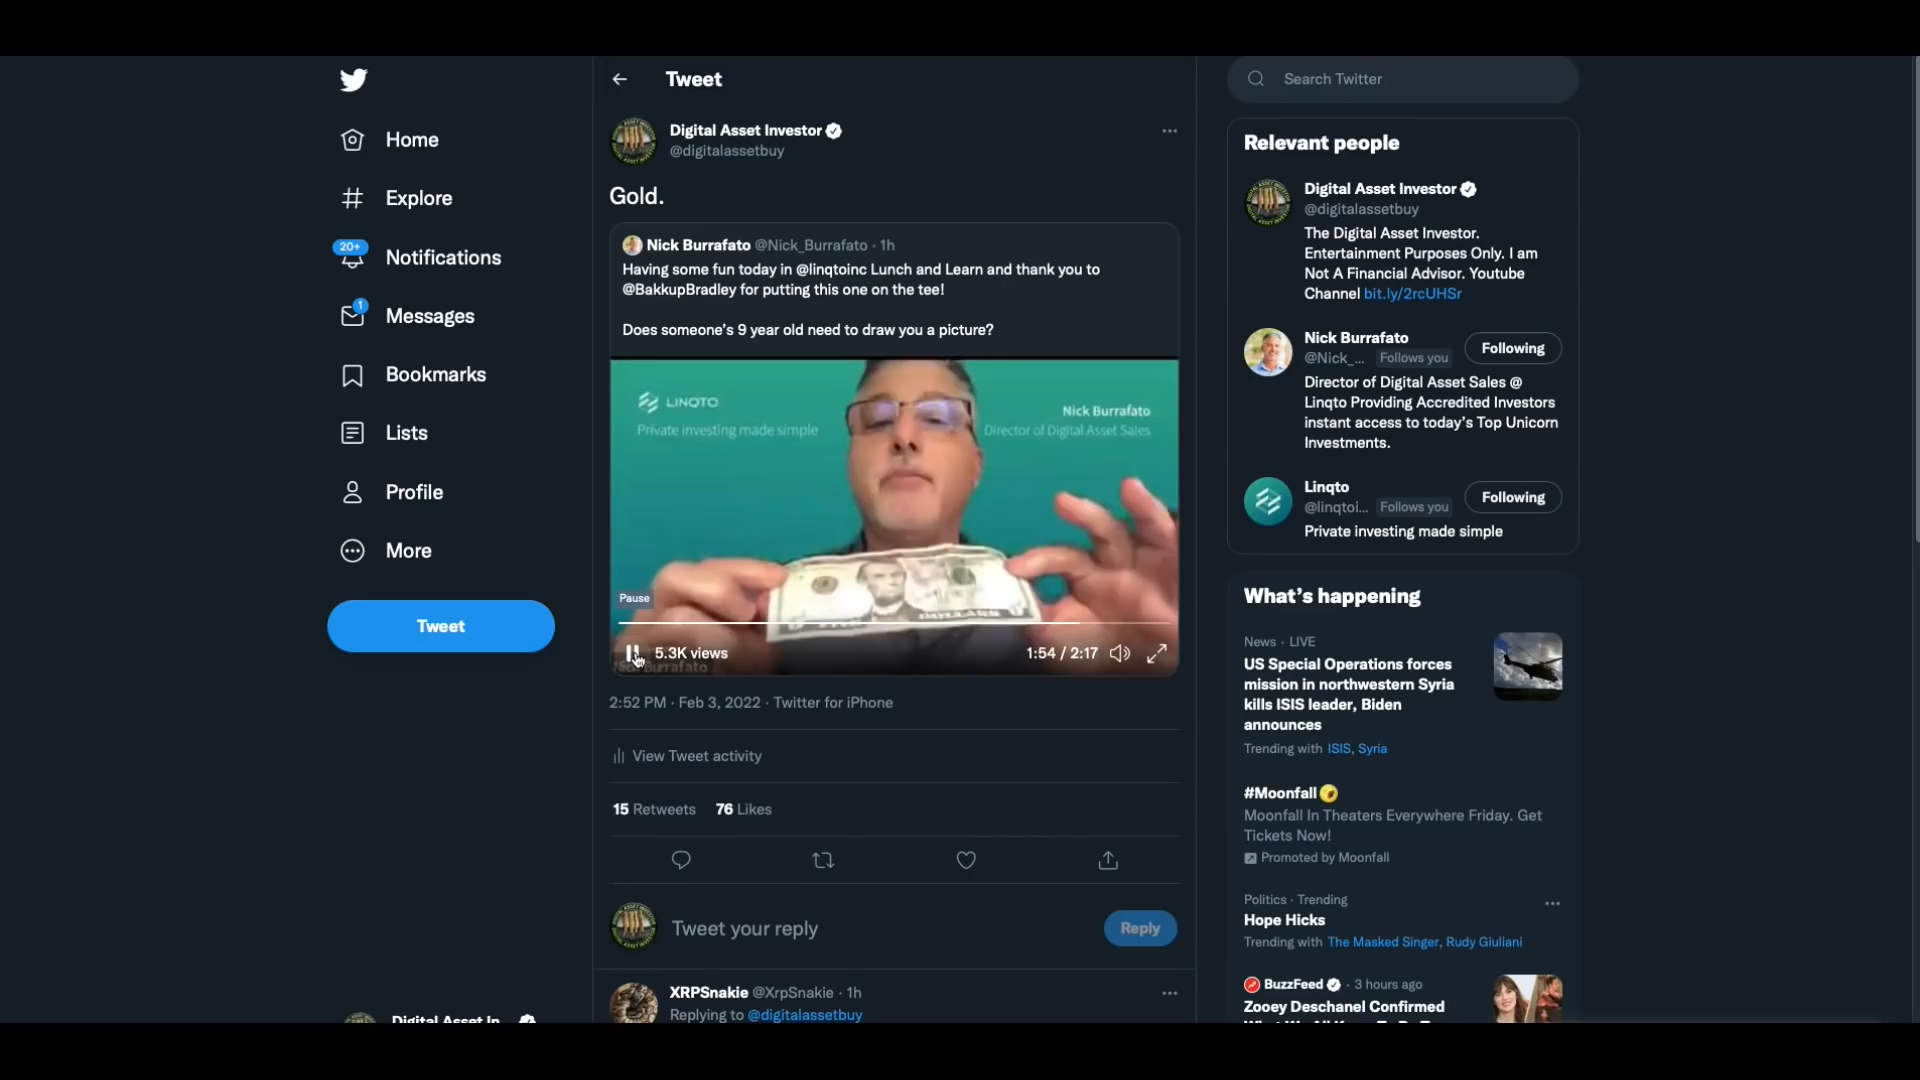 Home
Explore
20+
Notifications
1
Messages
Bookmarks
Lists
Profile
More
Tweet
Tweet
Digital Asset Investor
@digitalassetbuy
Gold.
Nick Burrafato @Nick_Burrafato · 1h
Having some fun today in @linqtoinc Lunch and Learn and thank you to
@BakkupBradley for putting this one on the tee!
Does someone's 9 year old need to draw you a picture?
LINQTO
Private investing made simple
Nick Burrafato
Director of Digital Asset Sales
DOLLARS
Pause
5.3K views
1:54 / 2:17
2:52 PM · Feb 3, 2022 · Twitter for iPhone
View Tweet activity
15 Retweets 76 Likes
Tweet your reply
Reply
XRPSnakie @XrpSnakie · 1h
Replying to @digitalassetbuy
Search Twitter
Relevant people
Digital Asset Investor
@digitalassetbuy
The Digital Asset Investor.
Entertainment Purposes Only. I am
Not A Financial Advisor. Youtube
Channel bit.ly/2rcUHSr
Nick Burrafato
@Nick_... Follows you
Following
Director of Digital Asset Sales @
Linqto Providing Accredited Investors
instant access to today's Top Unicorn
Investments.
Linqto
@linqtoi... Follows you
Following
Private investing made simple
What's happening
News · LIVE
US Special Operations forces
mission in northwestern Syria
kills ISIS leader, Biden
announces
Trending with ISIS, Syria
#Moonfall
Moonfall In Theaters Everywhere Friday. Get
Tickets Now!
Promoted by Moonfall
Politics · Trending
Hope Hicks
Trending with The Masked Singer, Rudy Giuliani
BuzzFeed · 3 hours ago
Zooey Deschanel Confirmed